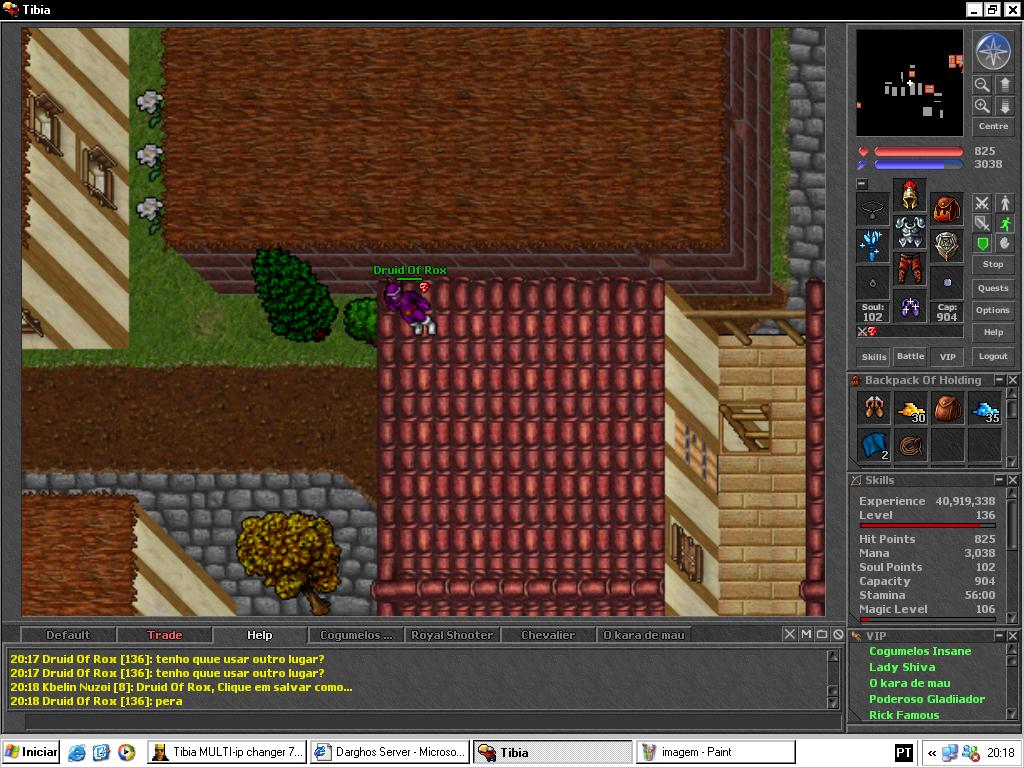 Tibia
Centre
825
3038
Druid Of Rox
Soul:
102
Cap:
904
Stop
Quests
Options
Help
Skills
Battle
VIP
Logout
Backpack Of Holding
30
35
2
Skills
Experience 40,919,338
Level 136
Hit Points 825
Mana 3,038
Soul Points 102
Capacity 904
Stamina 56:00
Magic Level 106
Default
Trade
Help
Cogumelos ...
Royal Shooter
Chevalier
O kara de mau
M
20:17 Druid Of Rox [136]: tenho quue usar outro lugar?
20:17 Druid Of Rox [136]: tenho quue usar outro lugar?
20:18 Kbelin Nuzoi [8]: Druid Of Rox, Clique em salvar como...
20:18 Druid Of Rox [136]: pera
VIP
Cogumelos Insane
Lady Shiva
O kara de mau
Poderoso Gladiiador
Rick Famous
Iniciar
Tibia MULTI-ip changer 7...
Darghos Server - Microso...
Tibia
imagem - Paint
PT
«
20:18